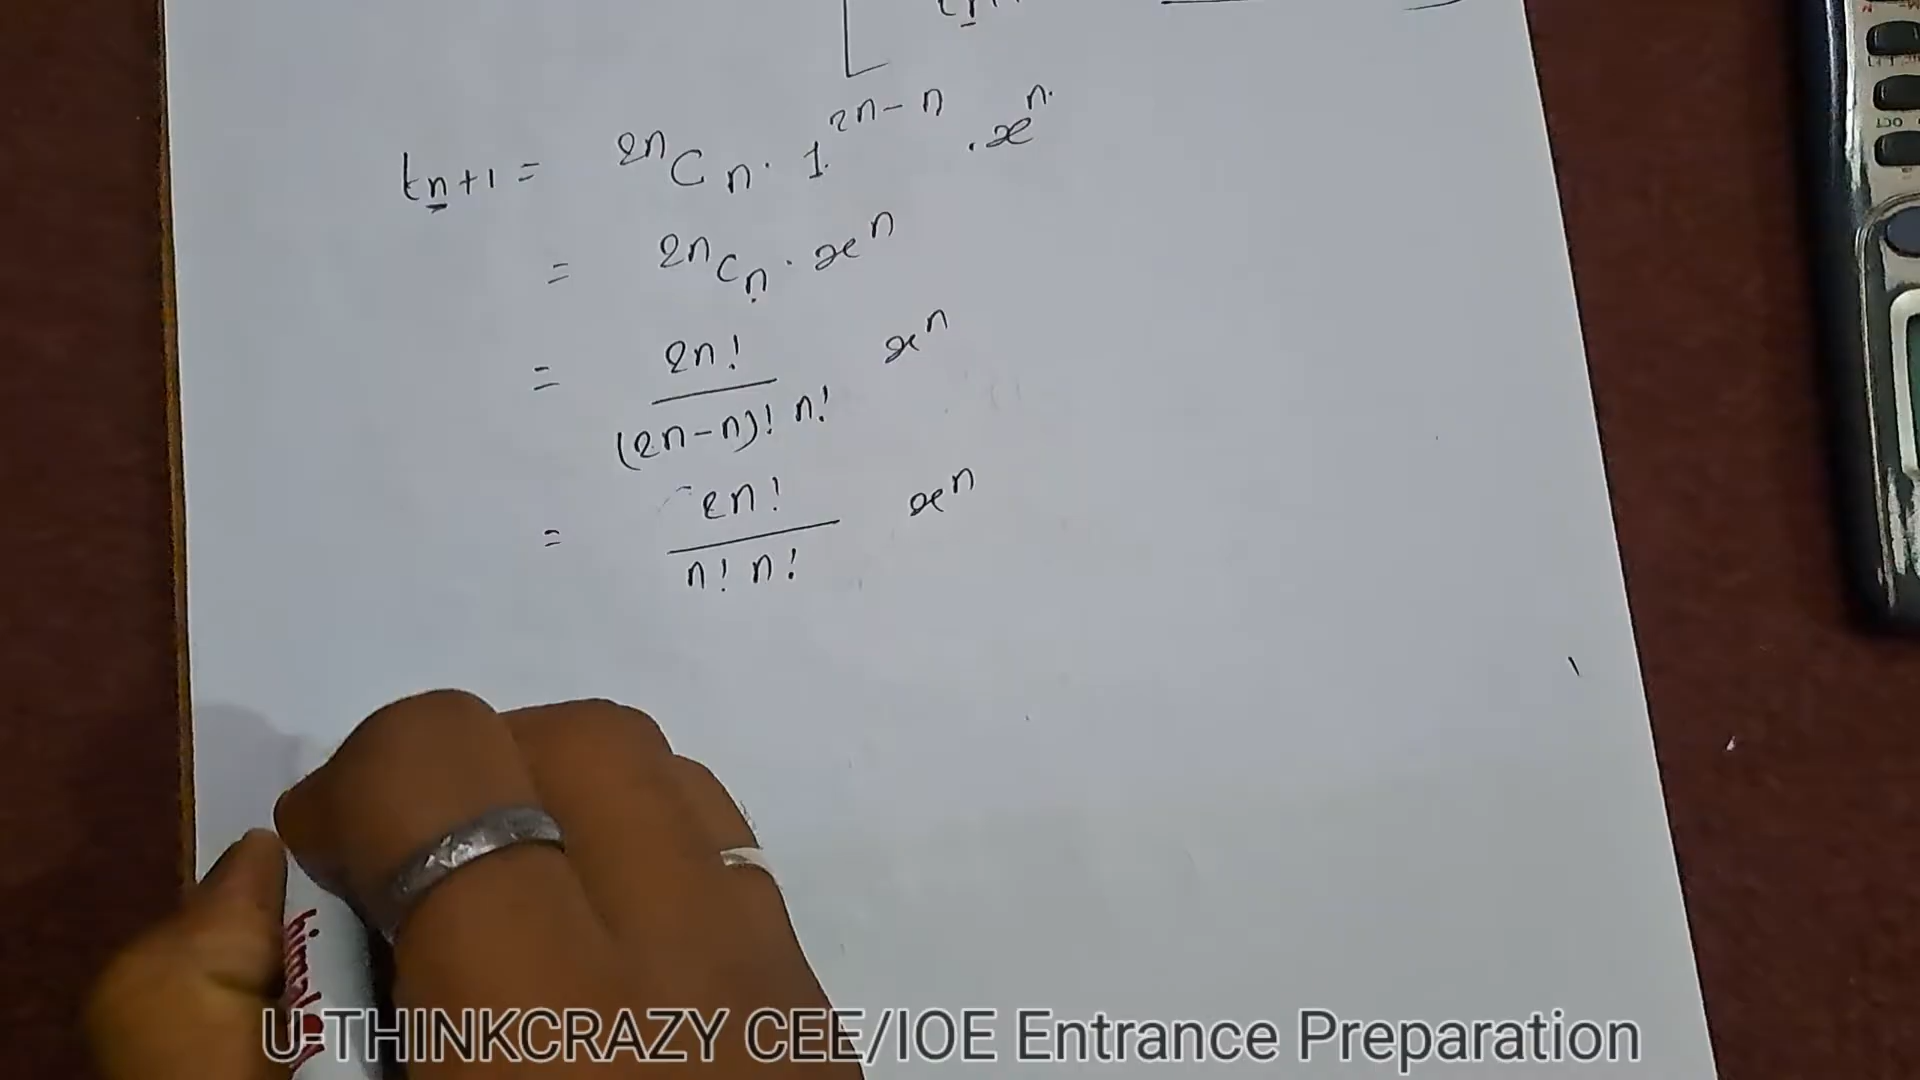 tn+1 = 2nCn · 1^2n-n · x^n
= 2nCn · x^n
= 2n! / (2n-n)! n! x^n
= 2n! / n! n! x^n
U-THINKCRAZY CEE/IOE Entrance Preparation